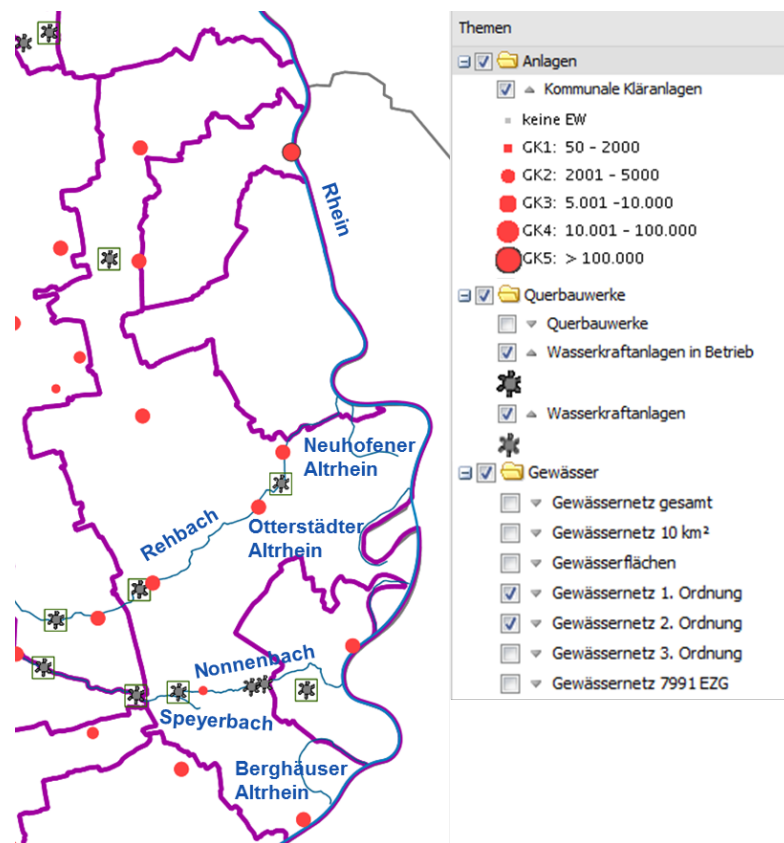 Rhein
Neuhofener
Altrhein
Rehbach
Otterstädter
Altrhein
Nonnenbach
Speyerbach
Berghäuser
Altrhein
Themen
Anlagen
Kommunale Kläranlagen
keine EW
GK1: 50 - 2000
GK2: 2001 - 5000
GK3: 5.001 -10.000
GK4: 10.001 - 100.000
GK5: > 100.000
Querbauwerke
Querbauwerke
Wasserkraftanlagen in Betrieb
Wasserkraftanlagen
Gewässer
Gewässernetz gesamt
Gewässernetz 10 km²
Gewässerflächen
Gewässernetz 1. Ordnung
Gewässernetz 2. Ordnung
Gewässernetz 3. Ordnung
Gewässernetz 7991 EZG